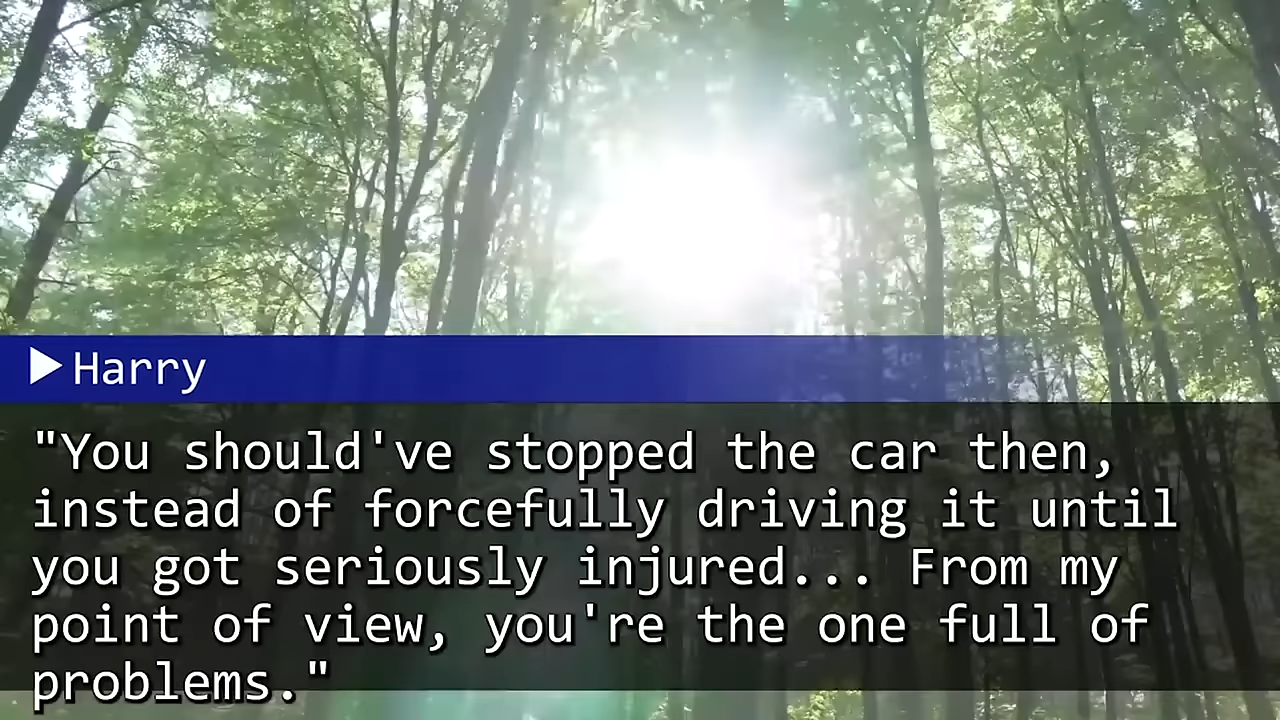 ▶Harry
"You should've stopped the car then,
instead of forcefully driving it until
you got seriously injured... From my
point of view, you're the one full of
problems."